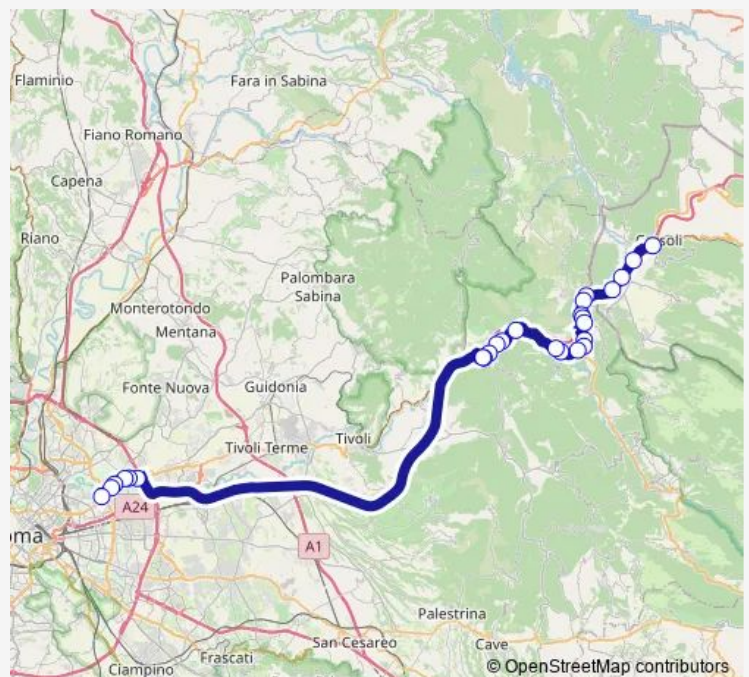 Flaminio
Fara in Sabina
Fiano Romano
Capena
Riano
Palombara
Sabina
Monterotondo
Mentana
Fonte Nuova
Guidonia
Tivoli Terme
Tivoli
A24
oma
A1
Palestrina
San Cesareo
Cave
Frascati
Ciampino
© OpenStreetMap contributors